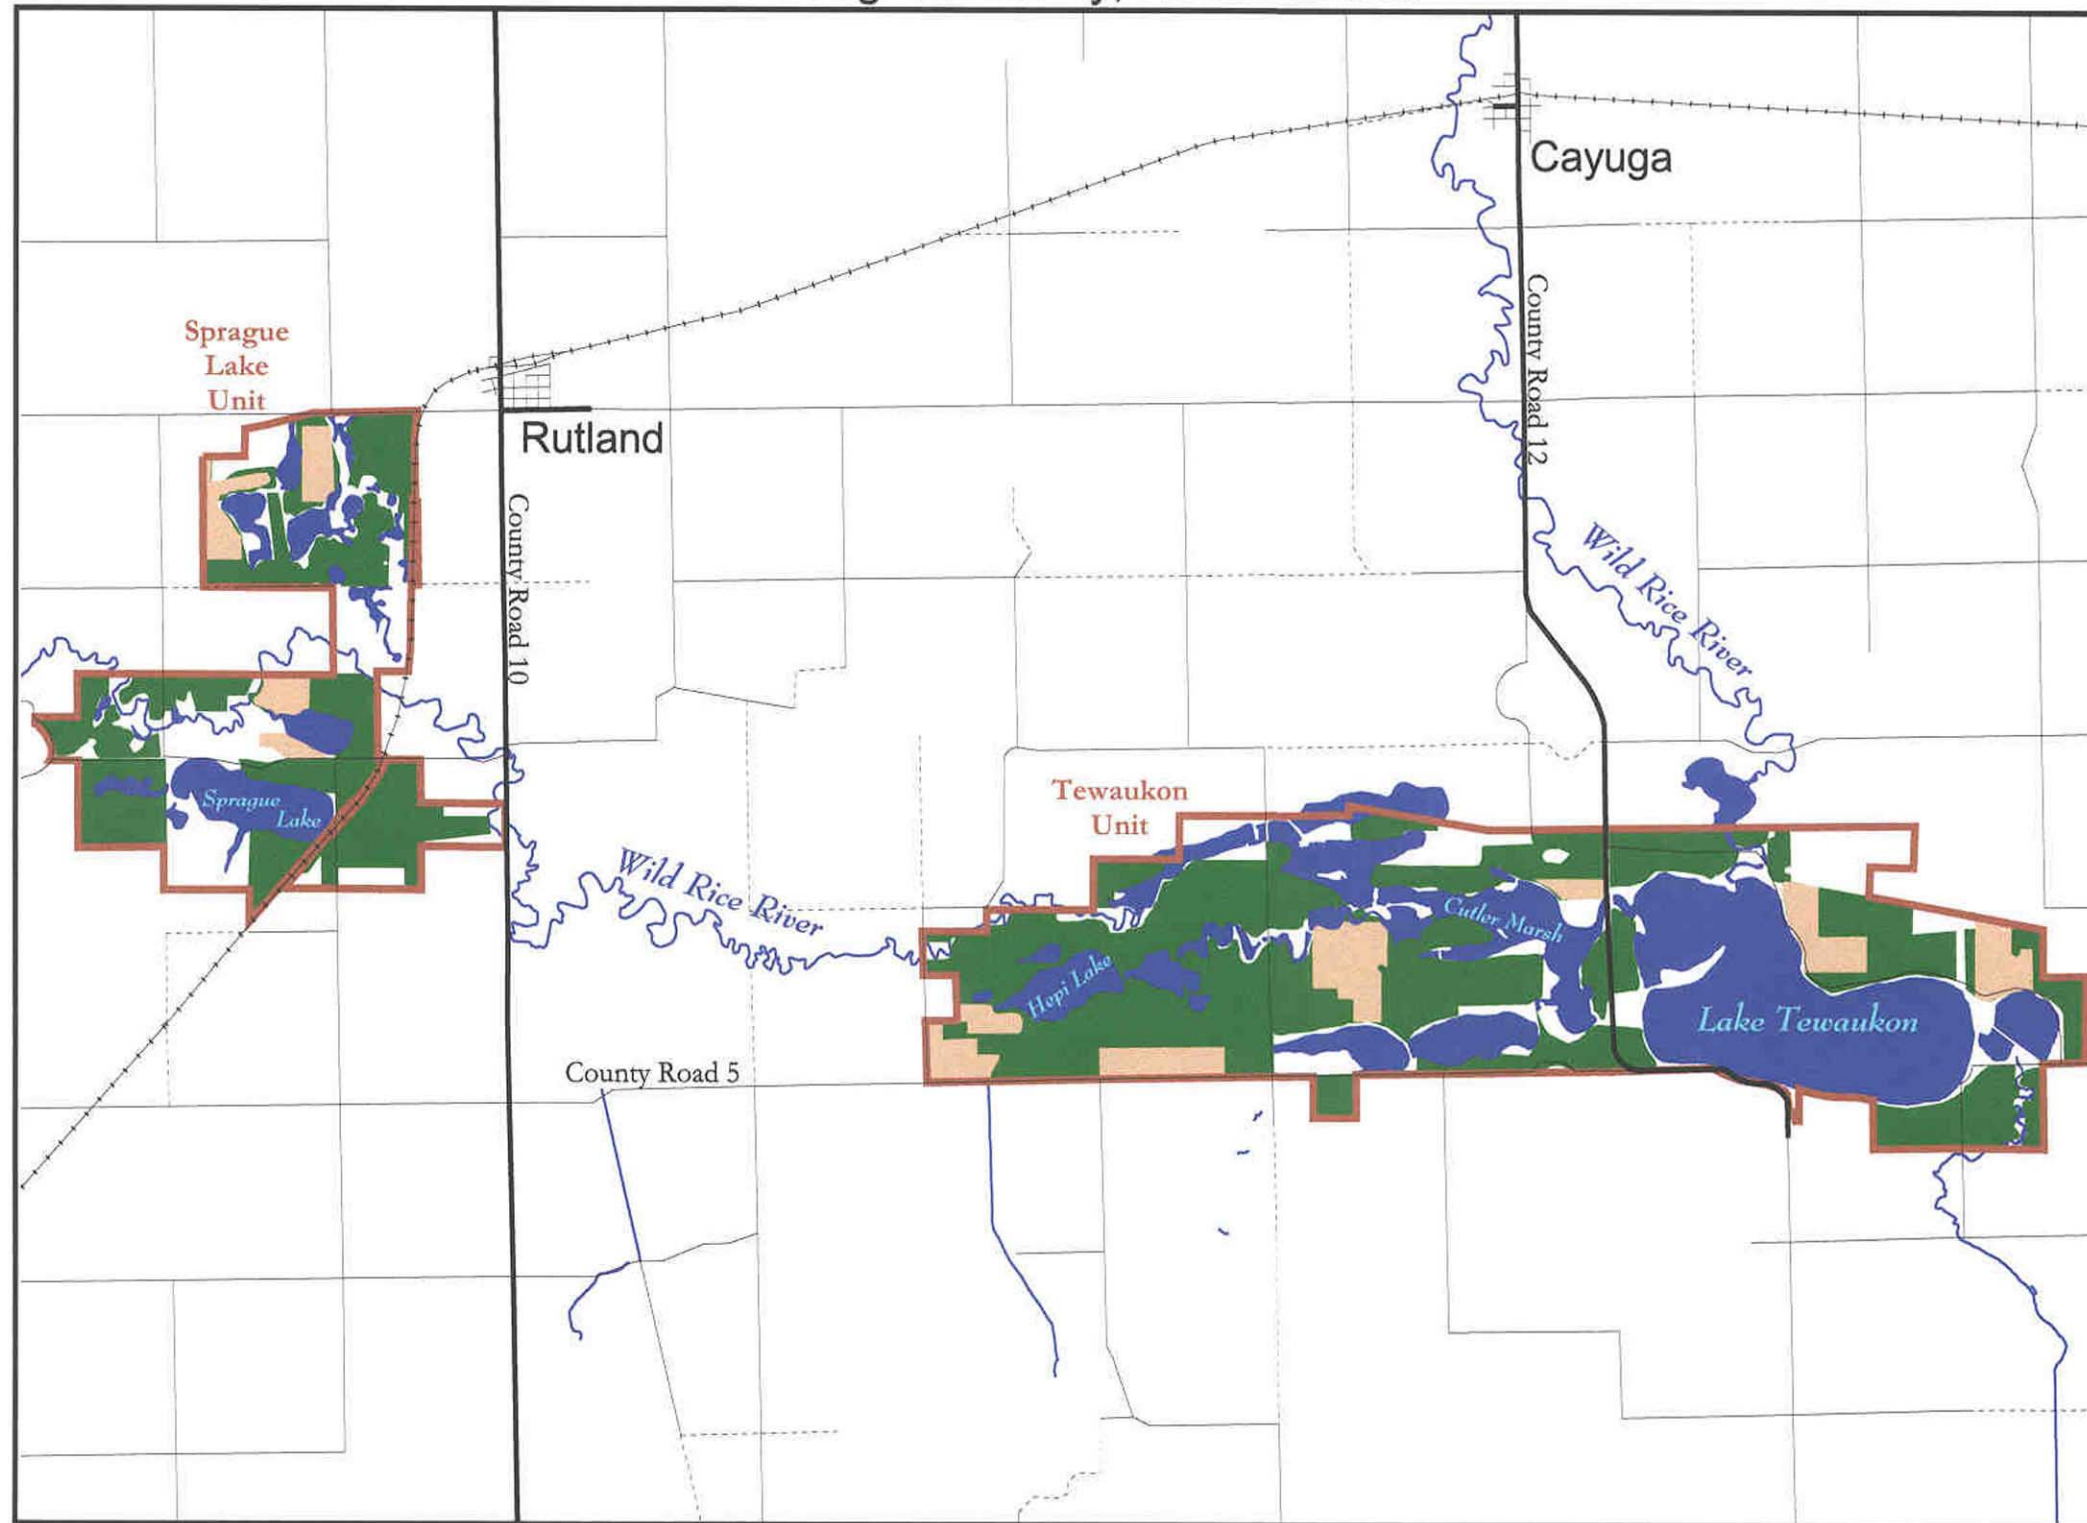 Cayuga
County Road 12
Sprague
Lake
Unit
Rutland
County Road 10
Wild Rice River
Sprague
Lake
Tewaukon
Unit
Wild Rice River
Cutler Marsh
Hepi Lake
Lake Tewaukon
County Road 5